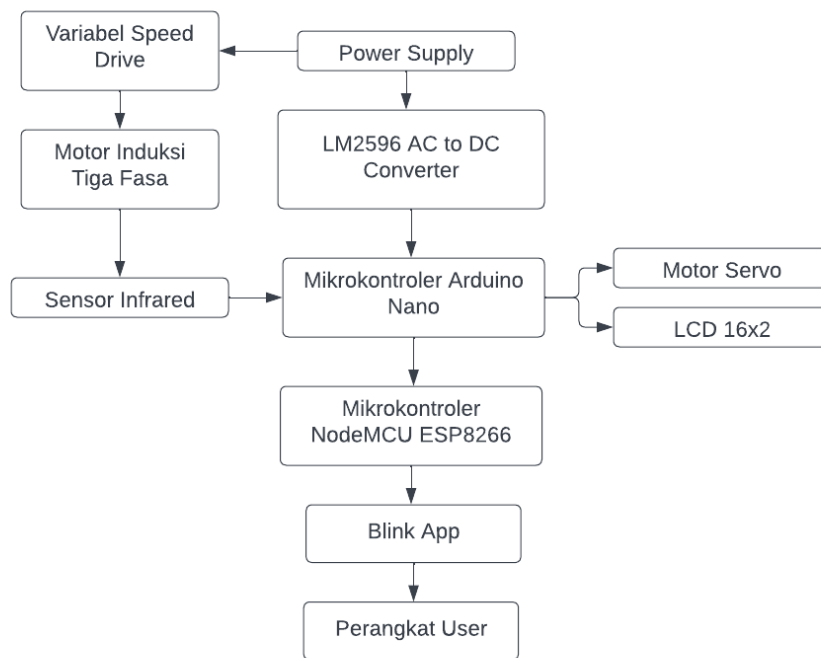 Variabel Speed
Drive
Power Supply
Motor Induksi
Tiga Fasa
LM2596 AC to DC
Converter
Sensor Infrared
Mikrokontroler Arduino
Nano
Motor Servo
LCD 16x2
Mikrokontroler
NodeMCU ESP8266
Blink App
Perangkat User